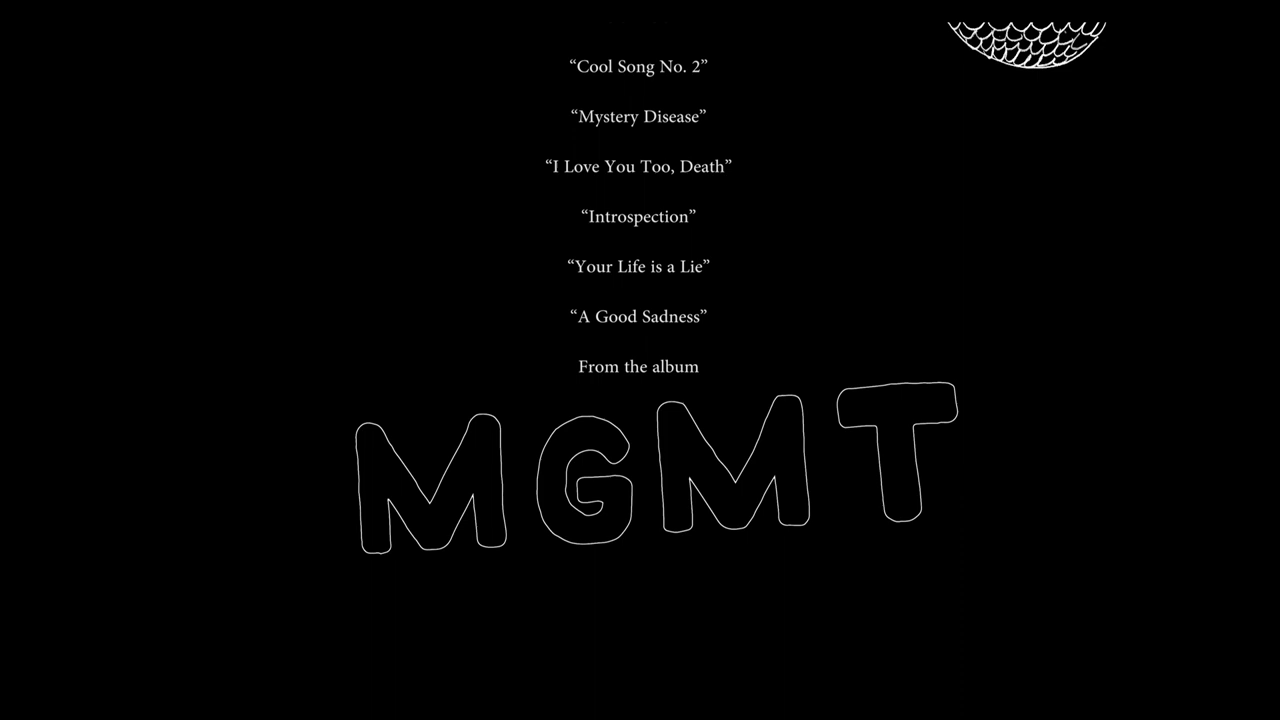 “Cool Song No. 2”
“Mystery Disease”
“I Love You Too, Death”
“Introspection”
“Your Life is a Lie”
“A Good Sadness”
From the album
MGMT